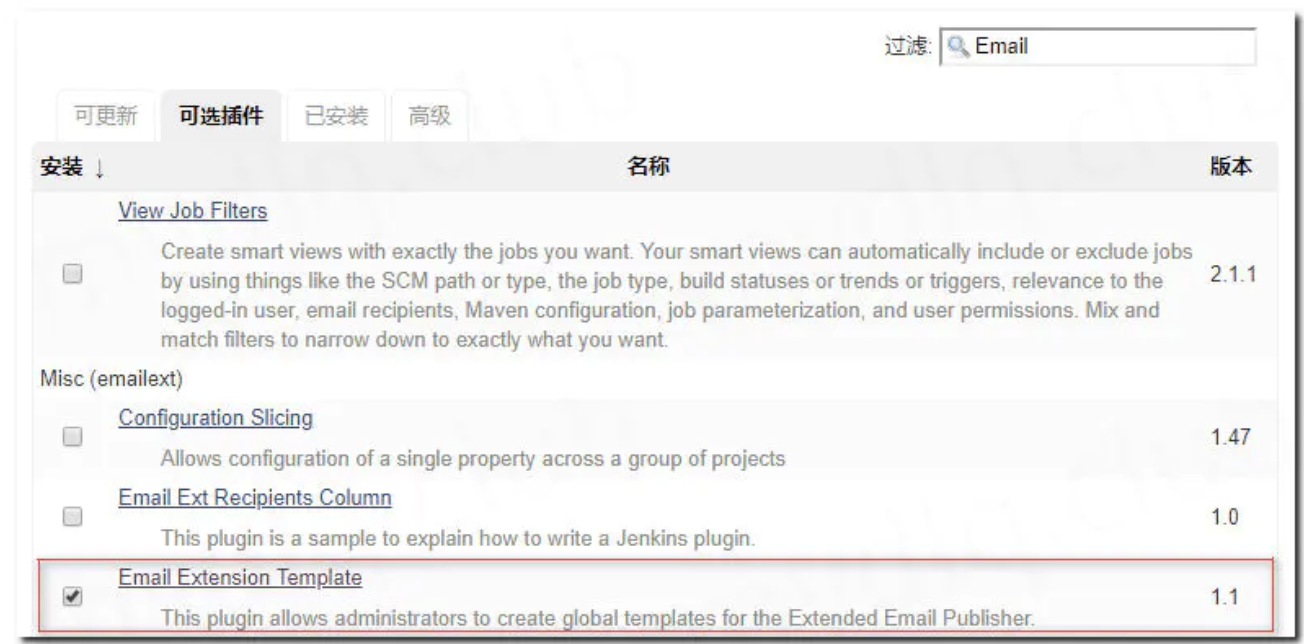 过滤: Email
可更新 可选插件 已安装 高级
安装 ↓ 名称 版本
View Job Filters
Create smart views with exactly the jobs you want. Your smart views can automatically include or exclude jobs
by using things like the SCM path or type, the job type, build statuses or trends or triggers, relevance to the
logged-in user, email recipients, Maven configuration, job parameterization, and user permissions. Mix and
match filters to narrow down to exactly what you want.
2.1.1
Misc (emailext)
Configuration Slicing
Allows configuration of a single property across a group of projects
1.47
Email Ext Recipients Column
This plugin is a sample to explain how to write a Jenkins plugin.
1.0
Email Extension Template
This plugin allows administrators to create global templates for the Extended Email Publisher.
1.1